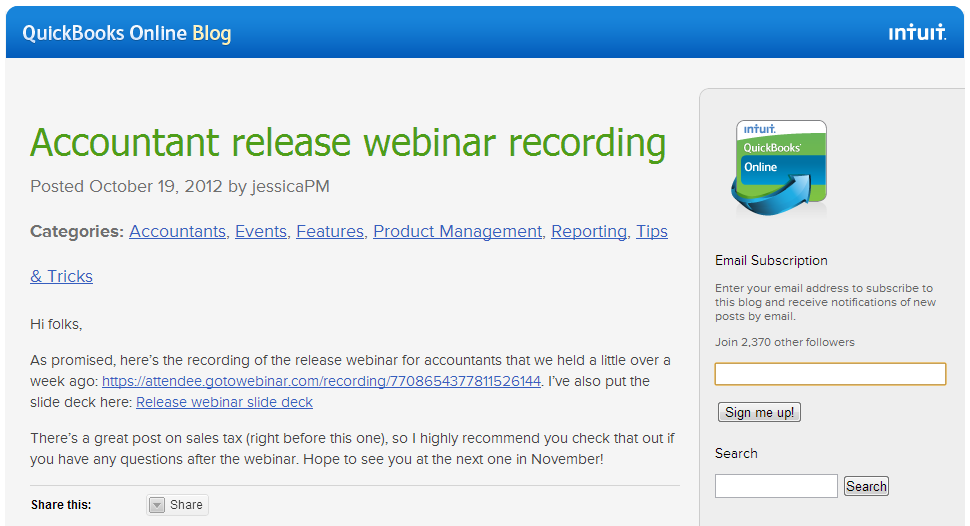 QuickBooks Online Blog
intuit.
Accountant release webinar recording
Posted October 19, 2012 by jessicaPM
Categories: Accountants, Events, Features, Product Management, Reporting, Tips
& Tricks
Hi folks,
As promised, here's the recording of the release webinar for accountants that we held a little over a
week ago: https://attendee.gotowebinar.com/recording/7708654377811526144. I've also put the
slide deck here: Release webinar slide deck
There's a great post on sales tax (right before this one), so I highly recommend you check that out if
you have any questions after the webinar. Hope to see you at the next one in November!
Share this:
Share
intuit.
QuickBooks
Online
Email Subscription
Enter your email address to subscribe to
this blog and receive notifications of new
posts by email.
Join 2,370 other followers
Sign me up!
Search
Search